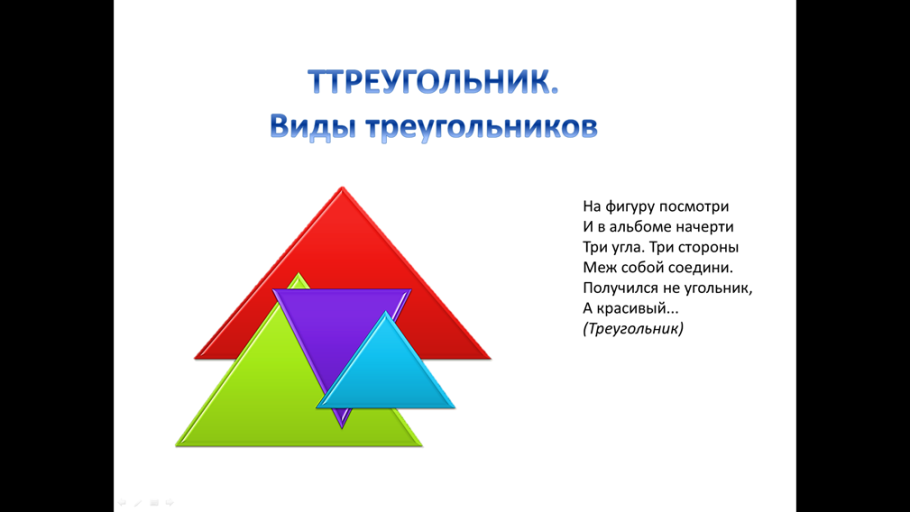 ТТРЕУГОЛЬНИК.
Виды треугольников
На фигуру посмотри
И в альбоме начерти
Три угла. Три стороны
Меж собой соедини.
Получился не угольник,
А красивый...
(Треугольник)